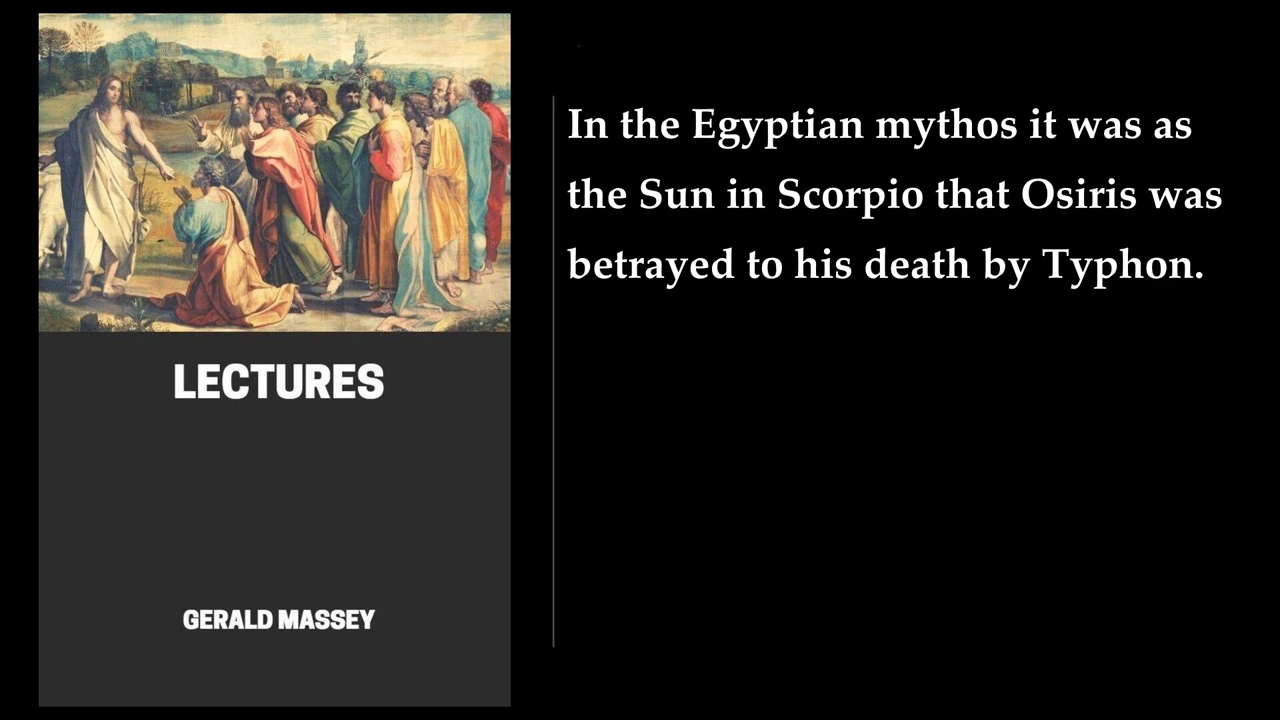 LECTURES
GERALD MASSEY
In the Egyptian mythos it was as
the Sun in Scorpio that Osiris was
betrayed to his death by Typhon.